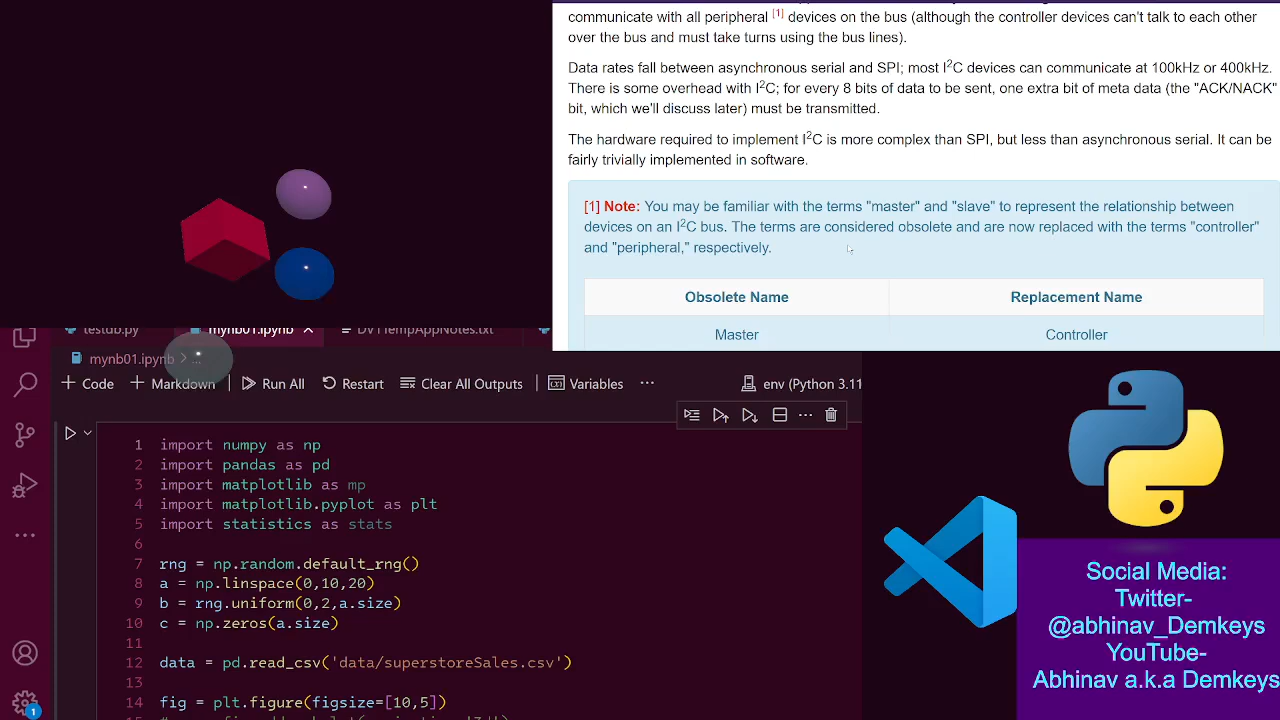 communicate with all peripheral [1] devices on the bus (although the controller devices can't talk to each other
over the bus and must take turns using the bus lines).
Data rates fall between asynchronous serial and SPI; most I2C devices can communicate at 100kHz or 400kHz.
There is some overhead with I2C; for every 8 bits of data to be sent, one extra bit of meta data (the "ACK/NACK"
bit, which we'll discuss later) must be transmitted.
The hardware required to implement I2C is more complex than SPI, but less than asynchronous serial. It can be
fairly trivially implemented in software.
[1] Note: You may be familiar with the terms "master" and "slave" to represent the relationship between
devices on an I2C bus. The terms are considered obsolete and are now replaced with the terms "controller"
and "peripheral," respectively.
Obsolete Name Replacement Name
Master Controller
testdb.py mynb01.ipynb DVTTempAppNotes.txt
mynb01.ipynb > ...
+ Code + Markdown Run All Restart Clear All Outputs Variables ... env (Python 3.11
1 import numpy as np
2 import pandas as pd
3 import matplotlib as mp
4 import matplotlib.pyplot as plt
5 import statistics as stats
6
7 rng = np.random.default_rng()
8 a = np.linspace(0,10,20)
9 b = rng.uniform(0,2,a.size)
10 c = np.zeros(a.size)
11
12 data = pd.read_csv('data/superstoreSales.csv')
13
14 fig = plt.figure(figsize=[10,5])
1
Social Media:
Twitter-
@abhinav_Demkeys
YouTube-
Abhinav a.k.a Demkeys